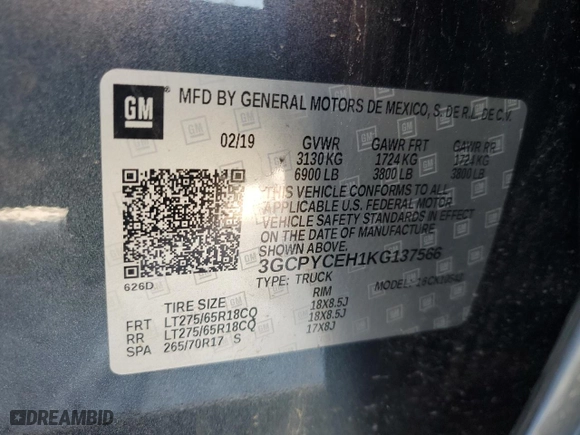 GM
MFD BY GENERAL MOTORS DE MEXICO, S. DE R.L. DE C.V.
02/19 GVWR GAWR FRT GAWR RR
3130 KG 1724 KG 1724 KG
6900 LB 3800 LB 3800 LB
THIS VEHICLE CONFORMS TO ALL
APPLICABLE U.S. FEDERAL MOTOR
VEHICLE SAFETY STANDARDS IN EFFECT
ON THE DATE OF MANUFACTURE
SHOWN ABOVE.
3GCPYCEH1KG137566
TYPE: TRUCK MODEL:
626D
TIRE SIZE RIM
FRT LT275/65R18CQ 18X8.5J
RR LT275/65R18CQ 18X8.5J
SPA 265/70R17 S 17X8J
DREAMBID